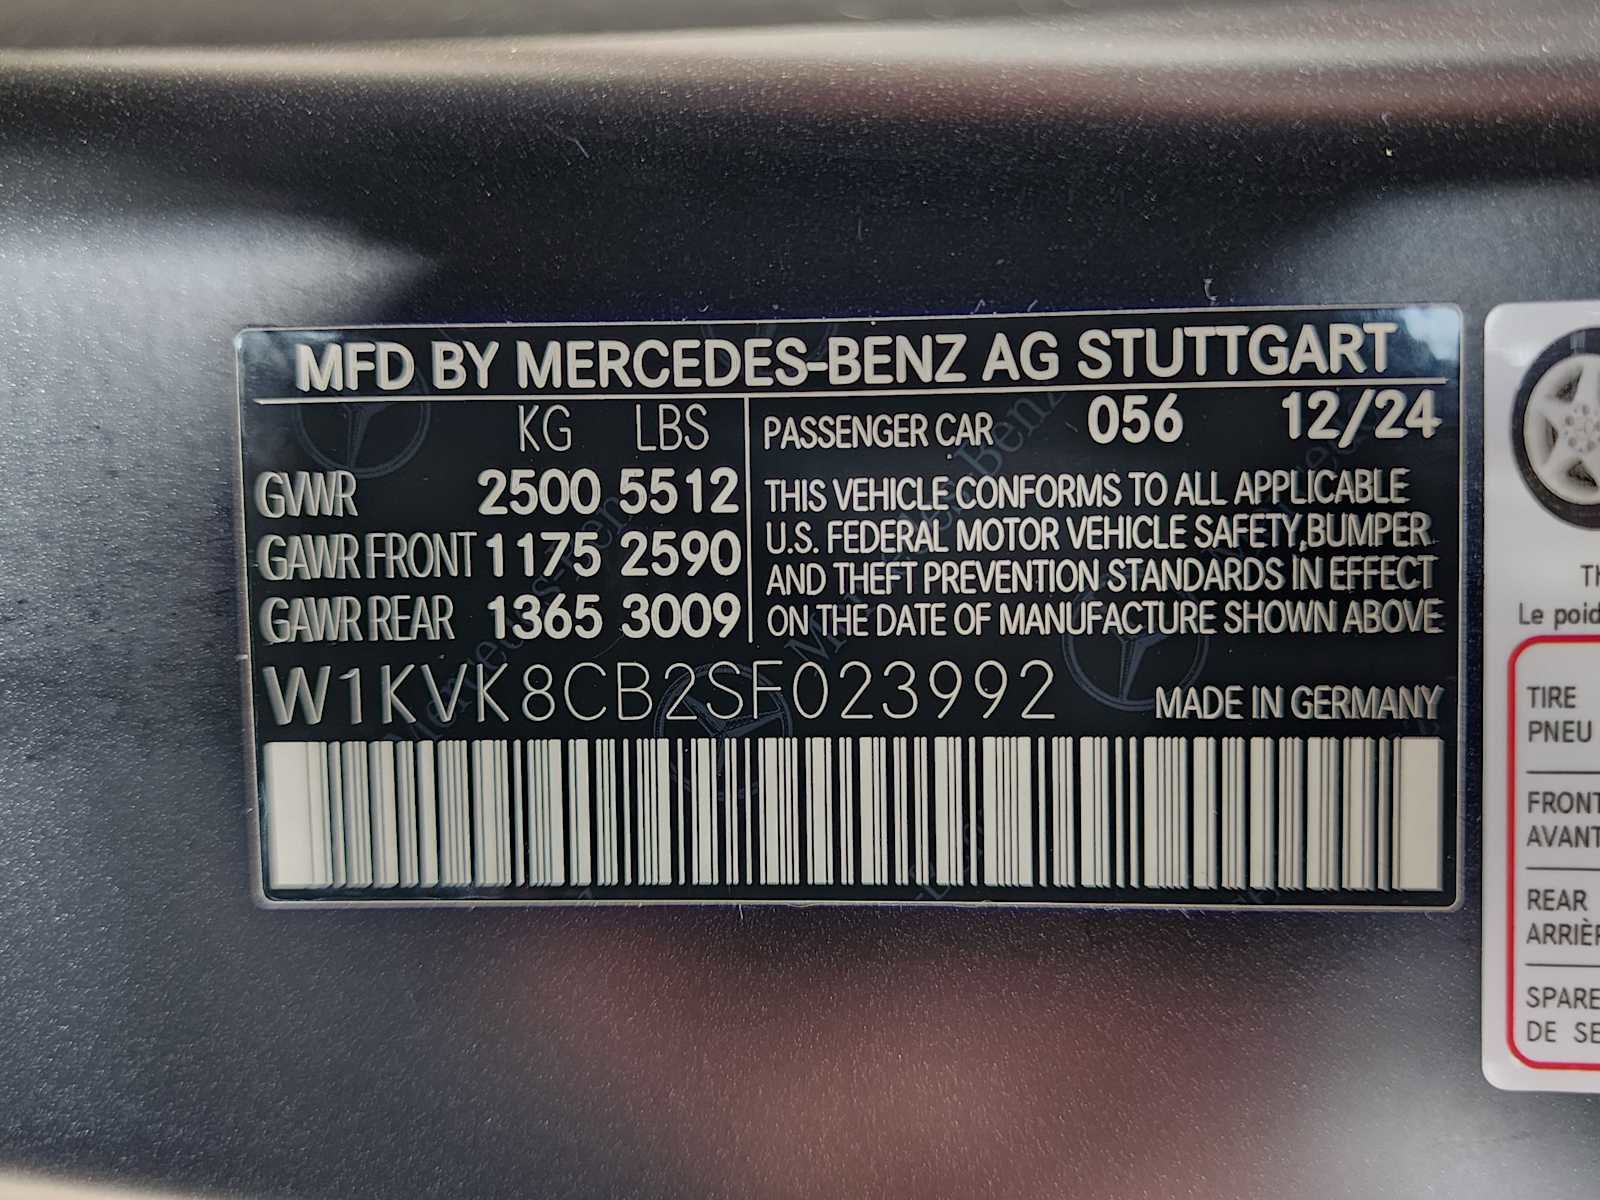 MFD BY MERCEDES-BENZ AG STUTTGART
KG LBS
GVWR 2500 5512
GAWR FRONT 1175 2590
GAWR REAR 1365 3009
PASSENGER CAR 056 12/24
THIS VEHICLE CONFORMS TO ALL APPLICABLE
U.S. FEDERAL MOTOR VEHICLE SAFETY,BUMPER
AND THEFT PREVENTION STANDARDS IN EFFECT
ON THE DATE OF MANUFACTURE SHOWN ABOVE
W1KVK8CB2SF023992
MADE IN GERMANY
Le
TIRE
PNEU
FRONT
AVANT
REAR
SPARE
DE